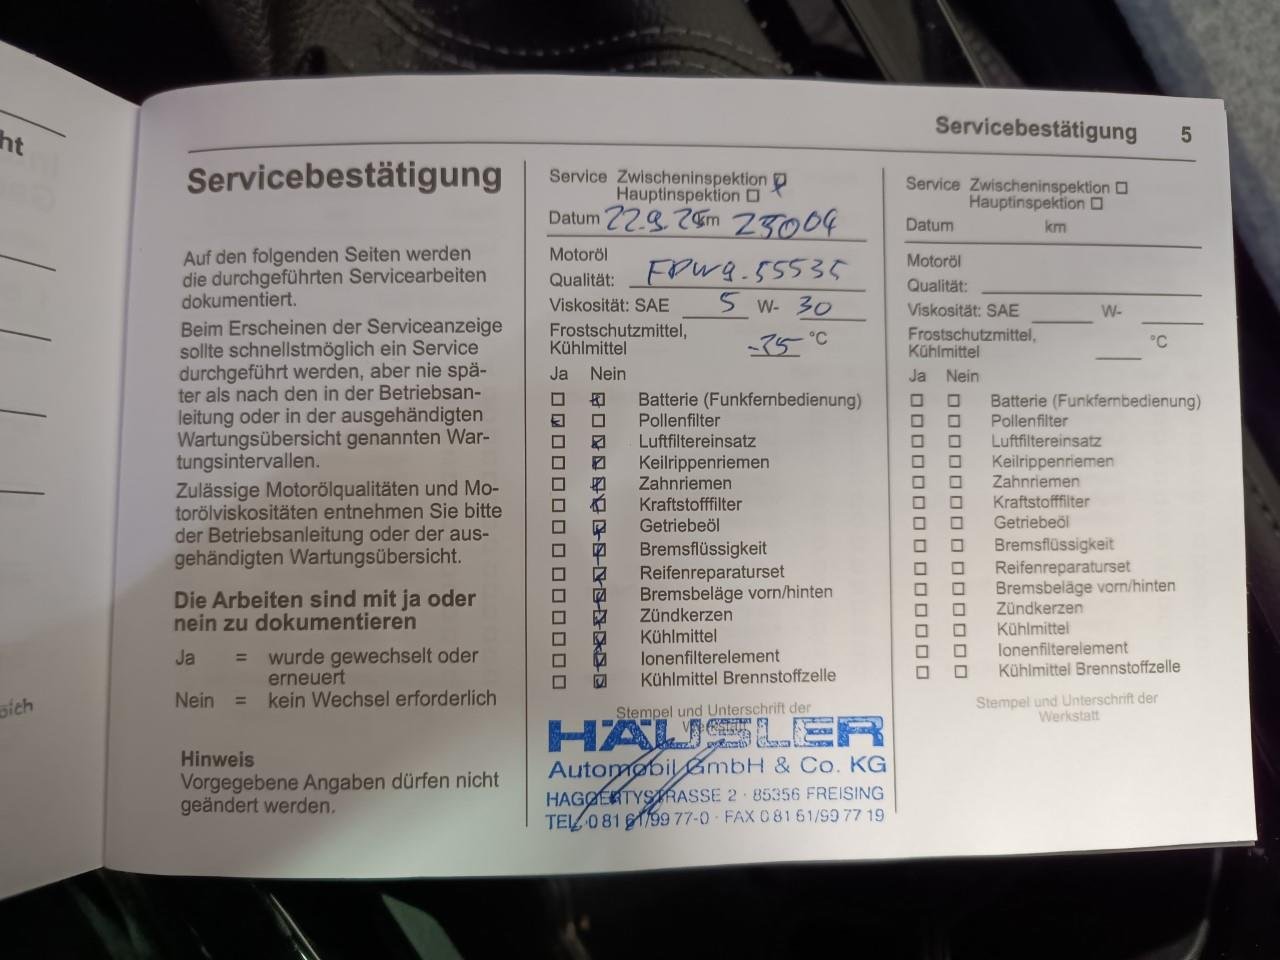 ht
öich
Servicebestätigung 5
Servicebestätigung
Auf den folgenden Seiten werden
die durchgeführten Servicearbeiten
dokumentiert.
Beim Erscheinen der Serviceanzeige
sollte schnellstmöglich ein Service
durchgeführt werden, aber nie spä-
ter als nach den in der Betriebsan-
leitung oder in der ausgehändigten
Wartungsübersicht genannten War-
tungsintervallen.
Zulässige Motorölqualitäten und Mo-
torölviskositäten entnehmen Sie bitte
der Betriebsanleitung oder der aus-
gehändigten Wartungsübersicht.
Die Arbeiten sind mit ja oder
nein zu dokumentieren
Ja = wurde gewechselt oder
erneuert
Nein = kein Wechsel erforderlich
Hinweis
Vorgegebene Angaben dürfen nicht
geändert werden.
Service Zwischeninspektion
Hauptinspektion
Datum 22.9.25 km
Motoröl
Qualität:
Viskosität: SAE 5 W- 30
Frostschutzmittel,
Kühlmittel -25 °C
Ja Nein
Batterie (Funkfernbedienung)
Pollenfilter
Luftfiltereinsatz
Keilrippenriemen
Zahnriemen
Kraftstofffilter
Getriebeöl
Bremsflüssigkeit
Reifenreparaturset
Bremsbeläge vorn/hinten
Zündkerzen
Kühlmittel
Ionenfilterelement
Kühlmittel Brennstoffzelle
Stempel und Unterschrift der
Werkstatt
HÄUSLER
Automobil GmbH & Co. KG
HAGGERTYSTRASSE 2 · 85356 FREISING
TEL. 0 81 61/99 77-0 · FAX 0 81 61/99 77 19
Service Zwischeninspektion
Hauptinspektion
Datum km
Motoröl
Qualität:
Viskosität: SAE W-
Frostschutzmittel,
Kühlmittel °C
Ja Nein
Batterie (Funkfernbedienung)
Pollenfilter
Luftfiltereinsatz
Keilrippenriemen
Zahnriemen
Kraftstofffilter
Getriebeöl
Bremsflüssigkeit
Reifenreparaturset
Bremsbeläge vorn/hinten
Zündkerzen
Kühlmittel
Ionenfilterelement
Kühlmittel Brennstoffzelle
Stempel und Unterschrift der
Werkstatt